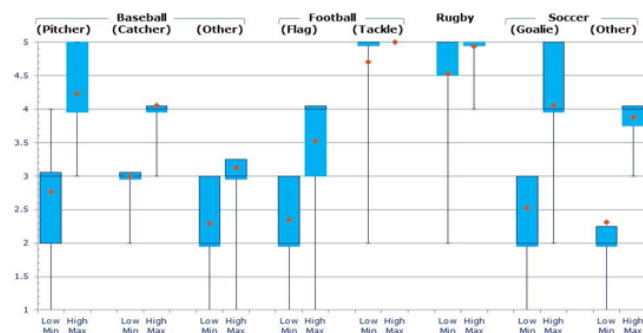 Baseball Football Rugby Soccer
(Pitcher) (Catcher) (Other) (Flag) (Tackle) (Goalie) (Other)
5
4.5
4
3.5
3
2.5
2
1.5
1
Low High Low High Low High Low High Low High Low High Low High Low High
Min Max Min Max Min Max Min Max Min Max Min Max Min Max Min Max